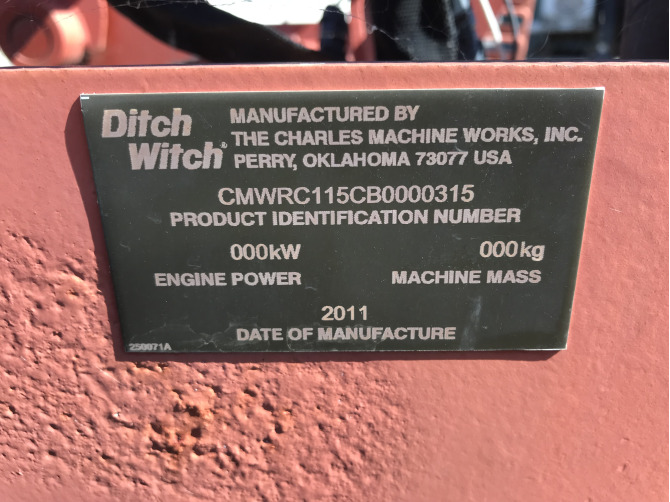 Ditch Witch®
MANUFACTURED BY
THE CHARLES MACHINE WORKS, INC.
PERRY, OKLAHOMA 73077 USA
CMWRC115CB0000315
PRODUCT IDENTIFICATION NUMBER
000kW 000kg
ENGINE POWER MACHINE MASS
2011
DATE OF MANUFACTURE